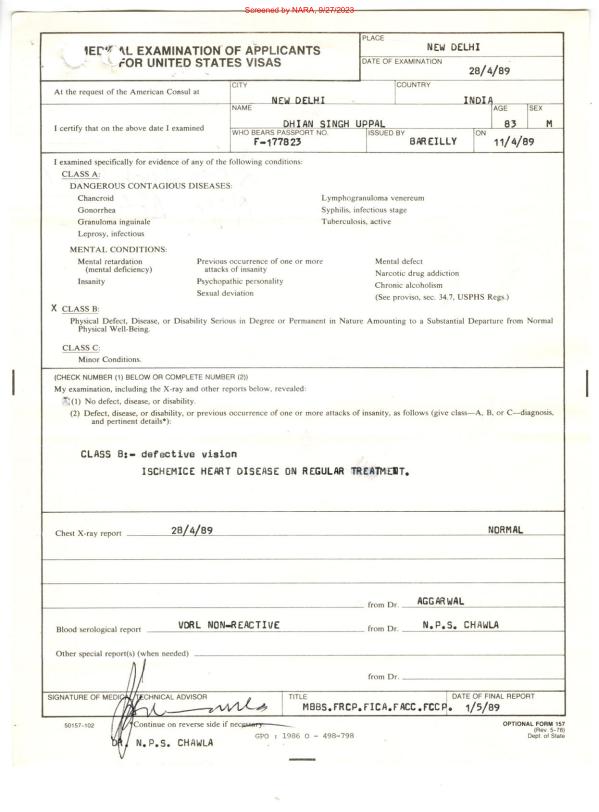 Screened by NARA, 9/27/2023
MEDICAL EXAMINATION OF APPLICANTS
FOR UNITED STATES VISAS
PLACE
NEW DELHI
DATE OF EXAMINATION
28/4/89
At the request of the American Consul at
CITY
NEW DELHI
COUNTRY
INDIA
I certify that on the above date I examined
NAME
DHIAN SINGH UPPAL
AGE
83
SEX
M
WHO BEARS PASSPORT NO.
F-177823
ISSUED BY
BAREILLY
ON
11/4/89
I examined specifically for evidence of any of the following conditions:
CLASS A:
DANGEROUS CONTAGIOUS DISEASES:
Chancroid
Gonorrhea
Granuloma inguinale
Leprosy, infectious
Lymphogranuloma venereum
Syphilis, infectious stage
Tuberculosis, active
MENTAL CONDITIONS:
Mental retardation
(mental deficiency)
Insanity
Previous occurrence of one or more
attacks of insanity
Psychopathic personality
Sexual deviation
Mental defect
Narcotic drug addiction
Chronic alcoholism
(See proviso, sec. 34.7, USPHS Regs.)
X CLASS B:
Physical Defect, Disease, or Disability Serious in Degree or Permanent in Nature Amounting to a Substantial Departure from Normal
Physical Well-Being.
CLASS C:
Minor Conditions.
(CHECK NUMBER (1) BELOW OR COMPLETE NUMBER (2))
My examination, including the X-ray and other reports below, revealed:
(1) No defect, disease, or disability.
(2) Defect, disease, or disability, or previous occurrence of one or more attacks of insanity, as follows (give class—A, B, or C—diagnosis,
and pertinent details*):
CLASS B:- defective vision
ISCHEMICE HEART DISEASE ON REGULAR TREATMENT.
Chest X-ray report 28/4/89 NORMAL
from Dr. AGGARWAL
Blood serological report VDRL NON-REACTIVE from Dr. N.P.S. CHAWLA
Other special report(s) (when needed)
from Dr.
SIGNATURE OF MEDICAL TECHNICAL ADVISOR
TITLE
MBBS.FRCP.FICA.FACC.FCCP.
DATE OF FINAL REPORT
1/5/89
50157-102
*Continue on reverse side if necessary.
GPO : 1986 O - 498-798
OPTIONAL FORM 157
(Rev. 5-78)
Dept. of State
DR. N.P.S. CHAWLA